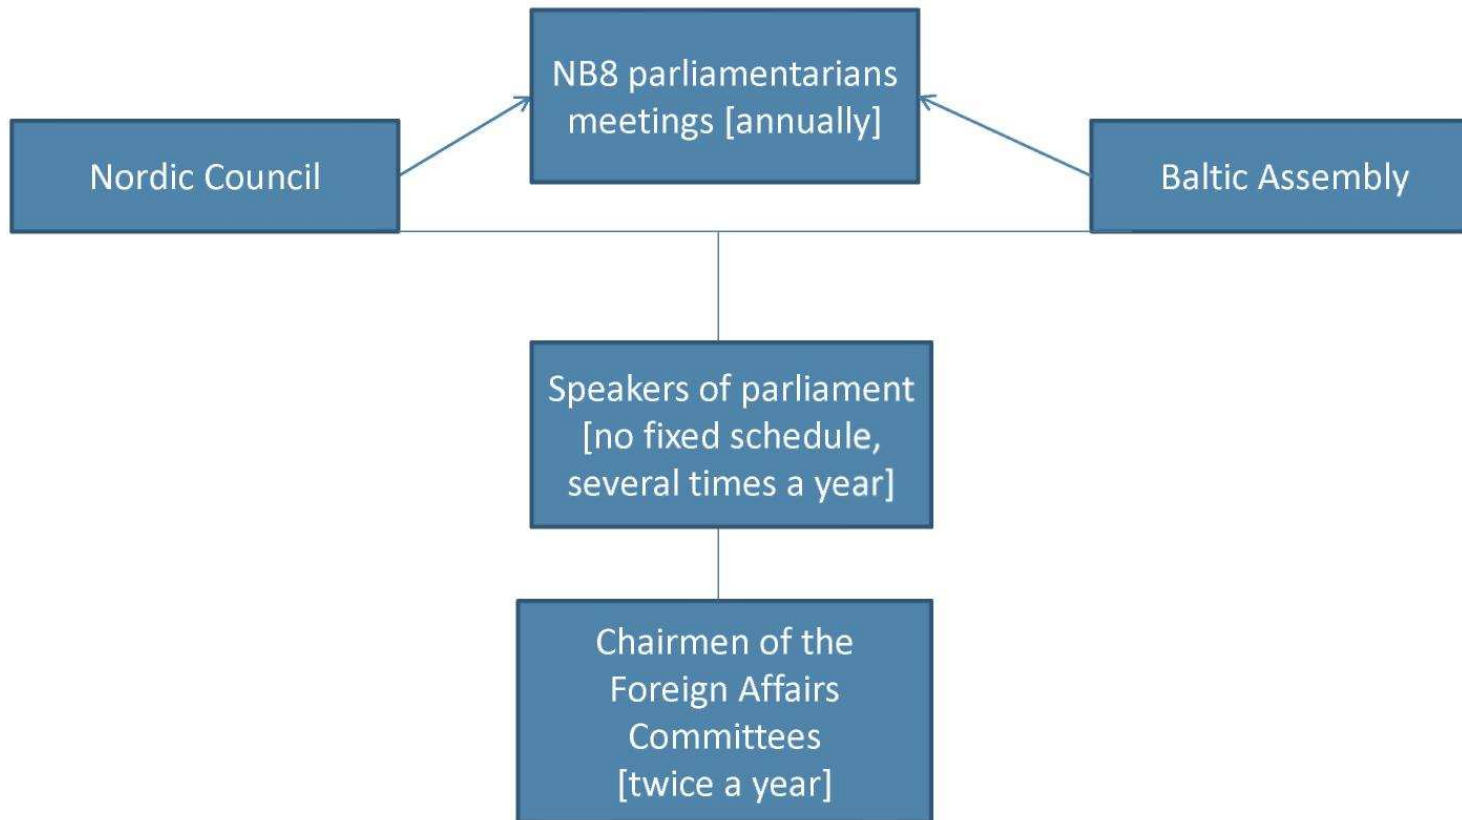 NB8 parliamentarians
meetings [annually]
Nordic Council
Baltic Assembly
Speakers of parliament
[no fixed schedule,
several times a year]
Chairmen of the
Foreign Affairs
Committees
[twice a year]